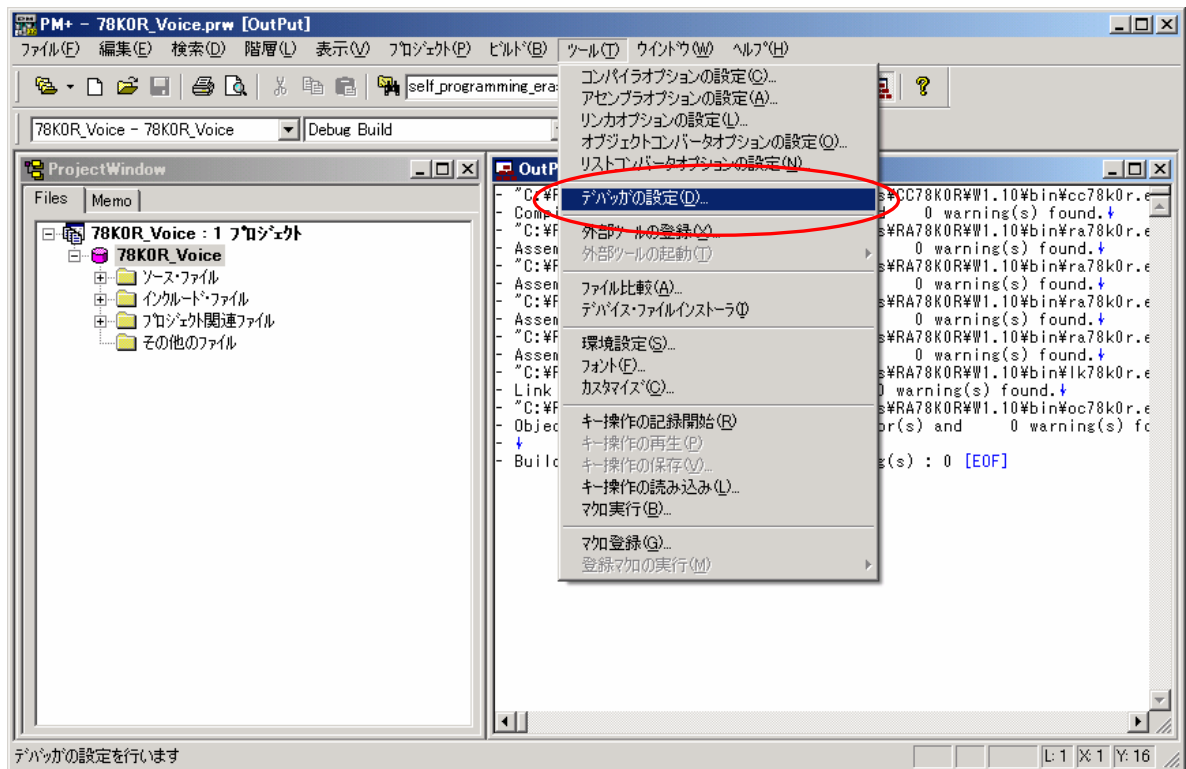 PM+ - 78K0R_Voice.prw [OutPut]
ファイル(F) 編集(E) 検索(D) 階層(L) 表示(V) プロジェクト(P) ビルド(B) ツール(T) ウインドウ(W) ヘルプ(H)
self_programming_era
78K0R_Voice - 78K0R_Voice
Debug Build
ProjectWindow
Files Memo
78K0R_Voice : 1 プロジェクト
78K0R_Voice
ソース・ファイル
インクルード・ファイル
プロジェクト関連ファイル
その他のファイル
コンパイラオプションの設定(C)...
アセンブラオプションの設定(A)...
リンカオプションの設定(L)...
オブジェクトコンバータオプションの設定(O)...
リストコンバータオプションの設定(N)...
デバッガの設定(D)...
外部ツールの登録(X)...
外部ツールの起動(T)
ファイル比較(A)...
デバイス・ファイルインストーラ(I)
環境設定(S)...
フォント(F)...
カスタマイズ(C)...
キー操作の記録開始(R)
キー操作の再生(P)
キー操作の保存(V)...
キー操作の読み込み(L)...
マクロ実行(B)...
マクロ登録(G)...
登録マクロの実行(M)
OutP
- "C:¥F s¥CC78K0R¥W1.10¥bin¥cc78k0r.e
- Compi 0 warning(s) found.↓
- "C:¥F s¥RA78K0R¥W1.10¥bin¥ra78k0r.e
- Assem 0 warning(s) found.↓
- "C:¥F s¥RA78K0R¥W1.10¥bin¥ra78k0r.e
- Assem 0 warning(s) found.↓
- "C:¥F s¥RA78K0R¥W1.10¥bin¥ra78k0r.e
- Assem 0 warning(s) found.↓
- "C:¥F s¥RA78K0R¥W1.10¥bin¥ra78k0r.e
- Assem 0 warning(s) found.↓
- "C:¥F s¥RA78K0R¥W1.10¥bin¥lk78k0r.e
- Link ) warning(s) found.↓
- "C:¥F s¥RA78K0R¥W1.10¥bin¥oc78k0r.e
- Objec or(s) and 0 warning(s) fo
- ↓
- Build g(s) : 0 [EOF]
デバッガの設定を行います
L: 1 X: 1 Y: 16